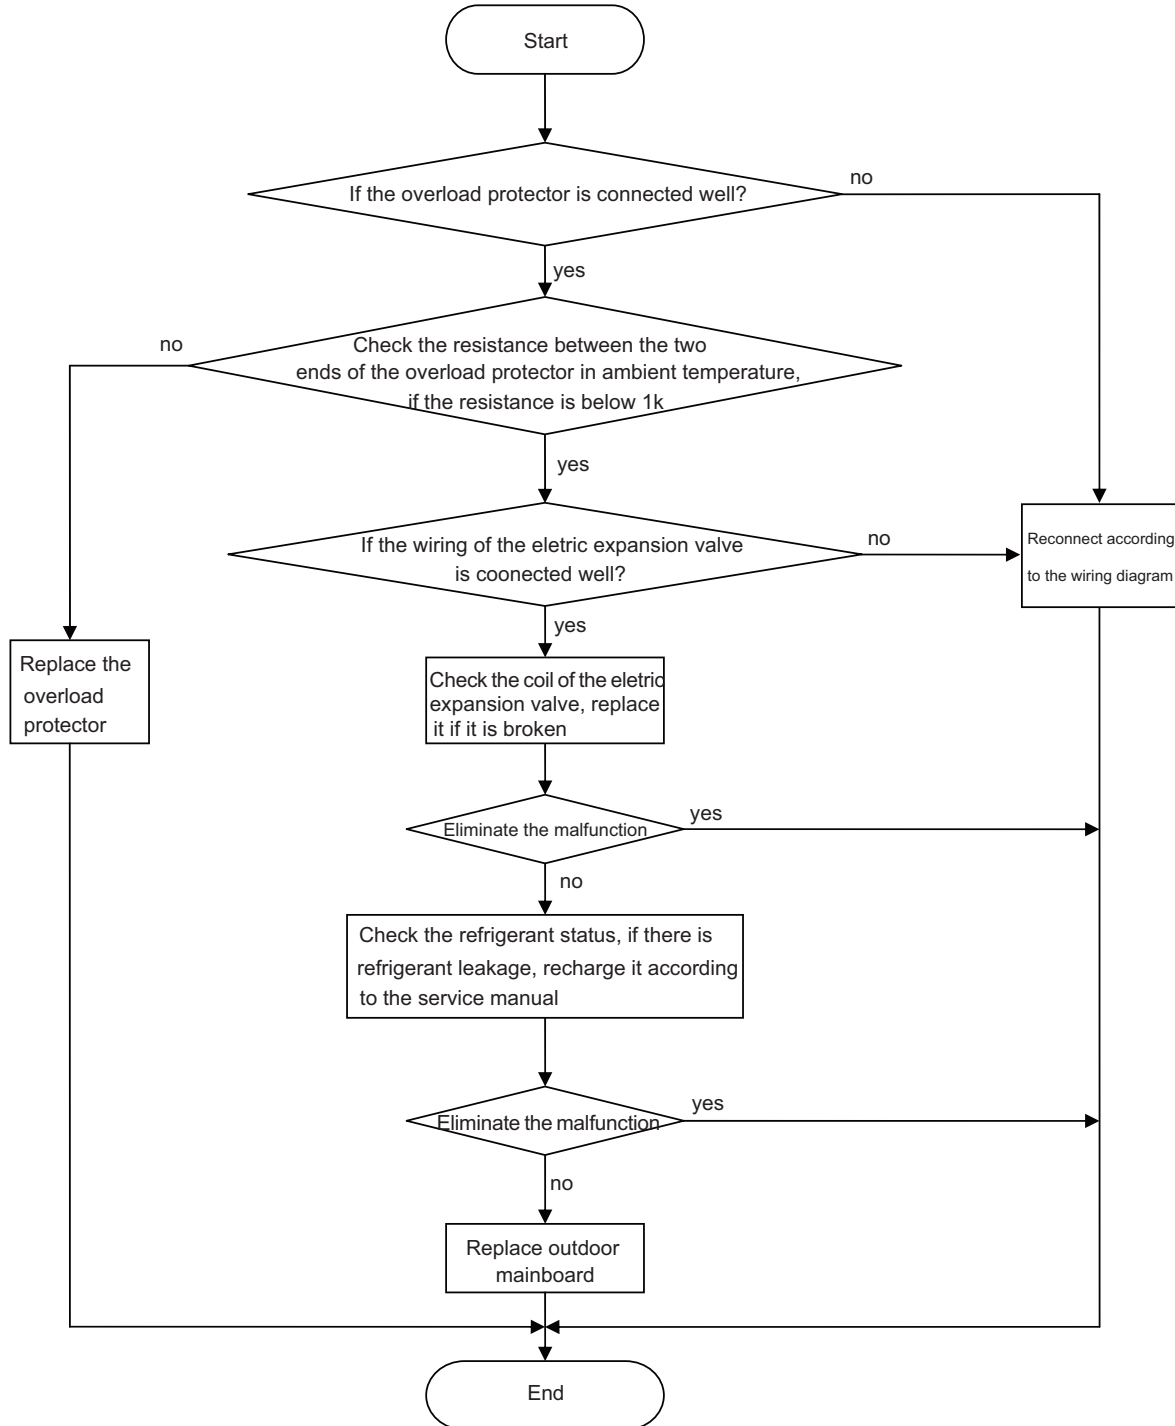 Start
If the overload protector is connected well?
no
yes
no
Check the resistance between the two
ends of the overload protector in ambient temperature,
if the resistance is below 1k
yes
If the wiring of the eletric expansion valve
is coonected well?
no
Reconnect according
to the wiring diagram
yes
Replace the
overload
protector
Check the coil of the eletric
expansion valve, replace
it if it is broken
Eliminate the malfunction
yes
no
Check the refrigerant status, if there is
refrigerant leakage, recharge it according
to the service manual
Eliminate the malfunction
yes
no
Replace outdoor
mainboard
End